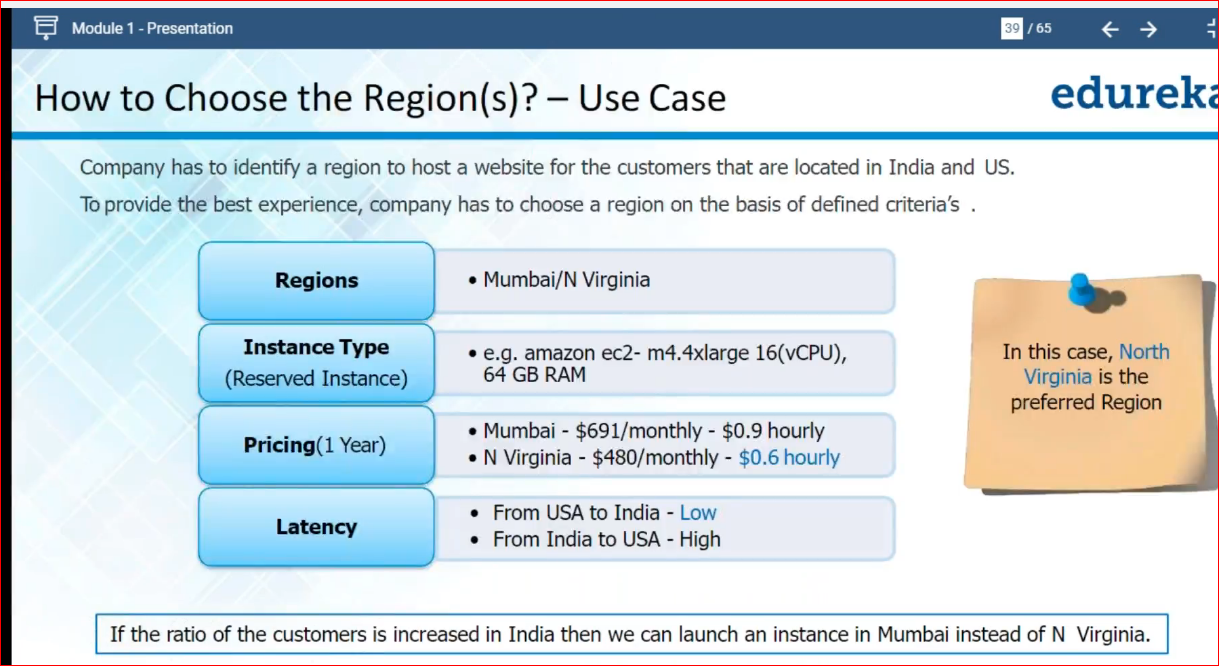 Module 1 - Presentation
39 / 65
How to Choose the Region(s)? – Use Case
edureka
Company has to identify a region to host a website for the customers that are located in India and US.
To provide the best experience, company has to choose a region on the basis of defined criteria's .
Regions
• Mumbai/N Virginia
Instance Type
(Reserved Instance)
• e.g. amazon ec2- m4.4xlarge 16(vCPU),
64 GB RAM
Pricing(1 Year)
• Mumbai - $691/monthly - $0.9 hourly
• N Virginia - $480/monthly - $0.6 hourly
Latency
• From USA to India - Low
• From India to USA - High
In this case, North
Virginia is the
preferred Region
If the ratio of the customers is increased in India then we can launch an instance in Mumbai instead of N Virginia.